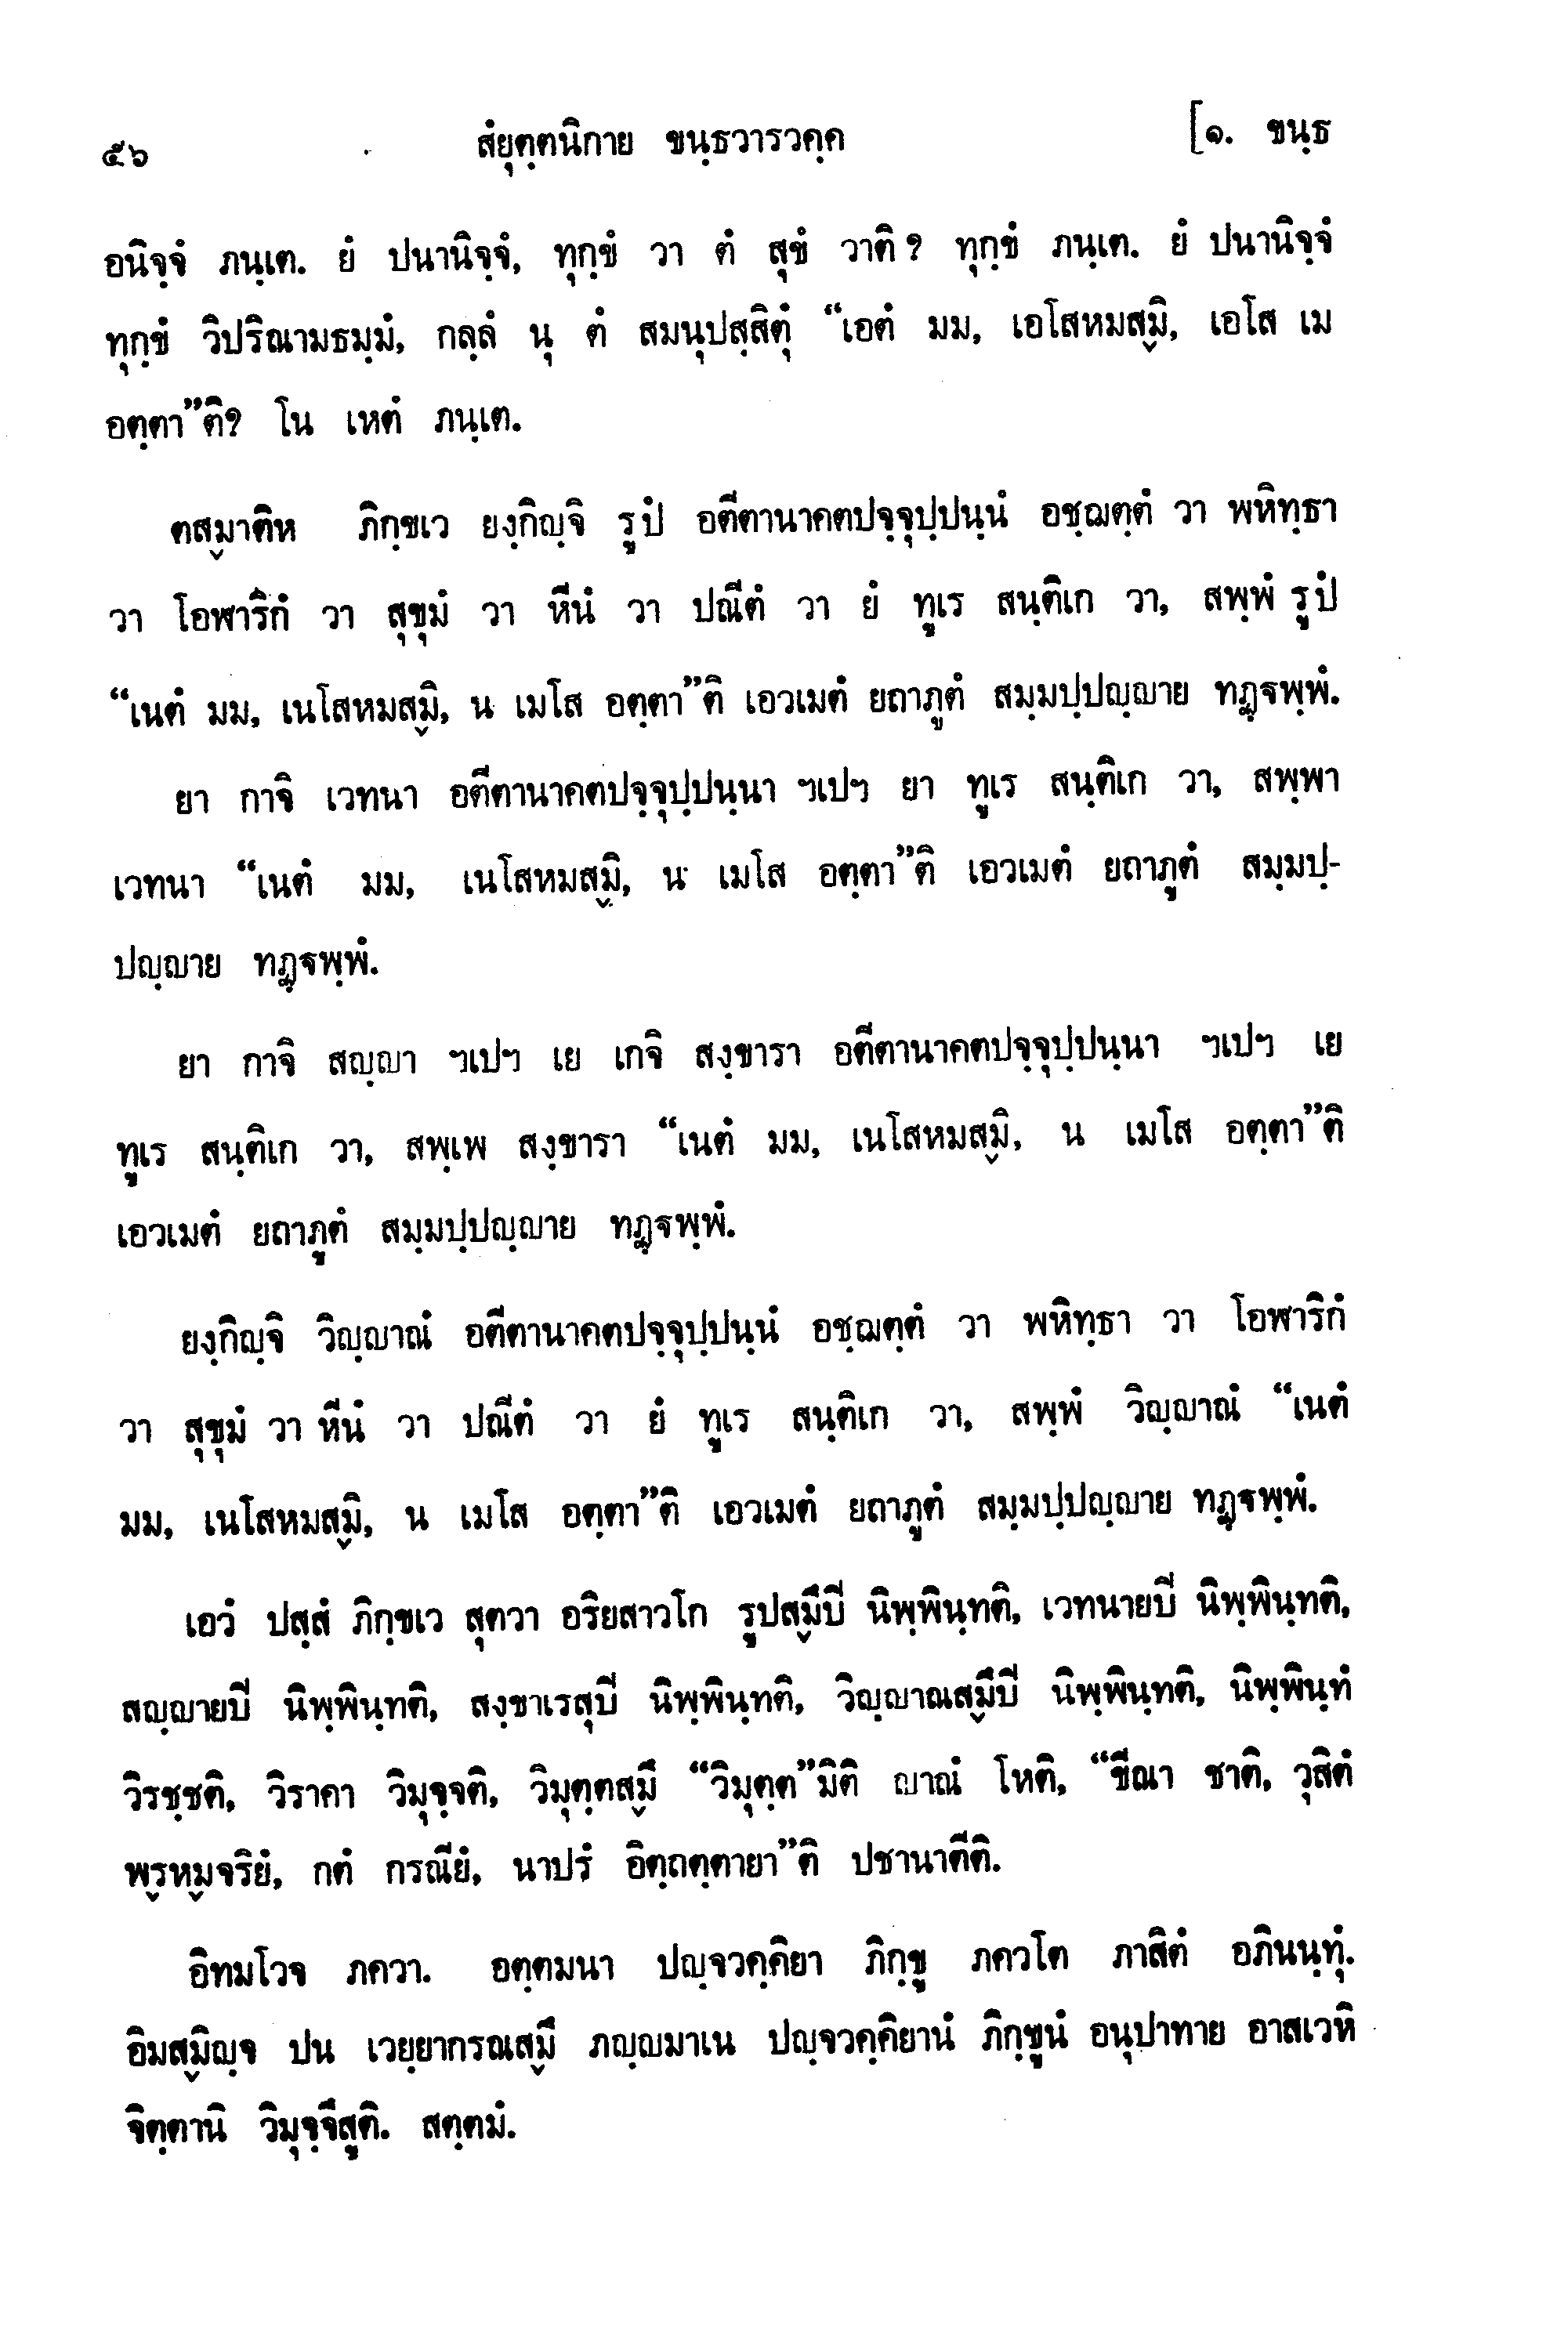 ๕๖ สํยุตฺตนิกาย ขนฺธวารวคฺค [๑. ขนฺธ
อนิจฺจํ ภนฺเต. ยํ ปนานิจฺจํ, ทุกฺขํ วา ตํ สุขํ วาติ? ทุกฺขํ ภนฺเต. ยํ ปนานิจฺจํ
ทุกฺขํ วิปริณามธมฺมํ, กลฺลํ นุ ตํ สมนุปสฺสิตุํ “เอตํ มม, เอโสหมสฺมิ, เอโส เม
อตฺตา”ติ? โน เหตํ ภนฺเต.
ตสฺมาติห ภิกฺขเว ยงฺกิญฺจิ รูปํ อตีตานาคตปจฺจุปฺปนฺนํ อชฺฌตฺตํ วา พหิทฺธา
วา โอฬาริกํ วา สุขุมํ วา หีนํ วา ปณีตํ วา ยํ ทูเร สนฺติเก วา, สพฺพํ รูปํ
“เนตํ มม, เนโสหมสฺมิ, น เมโส อตฺตา”ติ เอวเมตํ ยถาภูตํ สมฺมปฺปญฺญาย ทฏฺฐพฺพํ.
ยา กาจิ เวทนา อตีตานาคตปจฺจุปฺปนฺนา ฯเปฯ ยา ทูเร สนฺติเก วา, สพฺพา
เวทนา “เนตํ มม, เนโสหมสฺมิ, น เมโส อตฺตา”ติ เอวเมตํ ยถาภูตํ สมฺมปฺ-
ปญฺญาย ทฏฺฐพฺพํ.
ยา กาจิ สญฺญา ฯเปฯ เย เกจิ สงฺขารา อตีตานาคตปจฺจุปฺปนฺนา ฯเปฯ เย
ทูเร สนฺติเก วา, สพฺเพ สงฺขารา “เนตํ มม, เนโสหมสฺมิ, น เมโส อตฺตา”ติ
เอวเมตํ ยถาภูตํ สมฺมปฺปญฺญาย ทฏฺฐพฺพํ.
ยงฺกิญฺจิ วิญฺญาณํ อตีตานาคตปจฺจุปฺปนฺนํ อชฺฌตฺตํ วา พหิทฺธา วา โอฬาริกํ
วา สุขุมํ วา หีนํ วา ปณีตํ วา ยํ ทูเร สนฺติเก วา, สพฺพํ วิญฺญาณํ “เนตํ
มม, เนโสหมสฺมิ, น เมโส อตฺตา”ติ เอวเมตํ ยถาภูตํ สมฺมปฺปญฺญาย ทฏฺฐพฺพํ.
เอวํ ปสฺสํ ภิกฺขเว สุตวา อริยสาวโก รูปสฺมึปี นิพฺพินฺทติ, เวทนายปี นิพฺพินฺทติ,
สญฺญายปี นิพฺพินฺทติ, สงฺขาเรสุปี นิพฺพินฺทติ, วิญฺญาณสฺมึปี นิพฺพินฺทติ, นิพฺพินฺทํ
วิรชฺชติ, วิราคา วิมุจฺจติ, วิมุตฺตสฺมึ “วิมุตฺต”มิติ ญาณํ โหติ, “ขีณา ชาติ, วุสิตํ
พฺรหฺมจริยํ, กตํ กรณียํ, นาปรํ อิตฺถตฺตายา”ติ ปชานาตีติ.
อิทมโวจ ภควา. อตฺตมนา ปญฺจวคฺคิยา ภิกฺขู ภควโต ภาสิตํ อภินนฺทุํ.
อิมสฺมิญฺจ ปน เวยฺยากรณสฺมึ ภญฺญมาเน ปญฺจวคฺคิยานํ ภิกฺขูนํ อนุปาทาย อาสเวหิ
จิตฺตานิ วิมุจฺจึสูติ. สตฺตมํ.